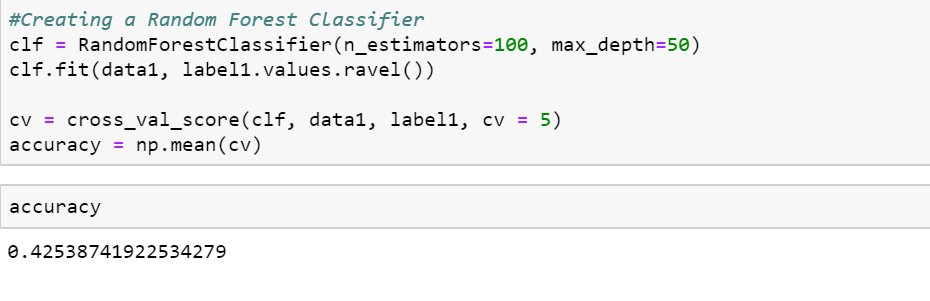 #Creating a Random Forest Classifier
clf = RandomForestClassifier(n_estimators=100, max_depth=50)
clf.fit(data1, label1.values.ravel())
cv = cross_val_score(clf, data1, label1, cv = 5)
accuracy = np.mean(cv)
accuracy
0.42538741922534279